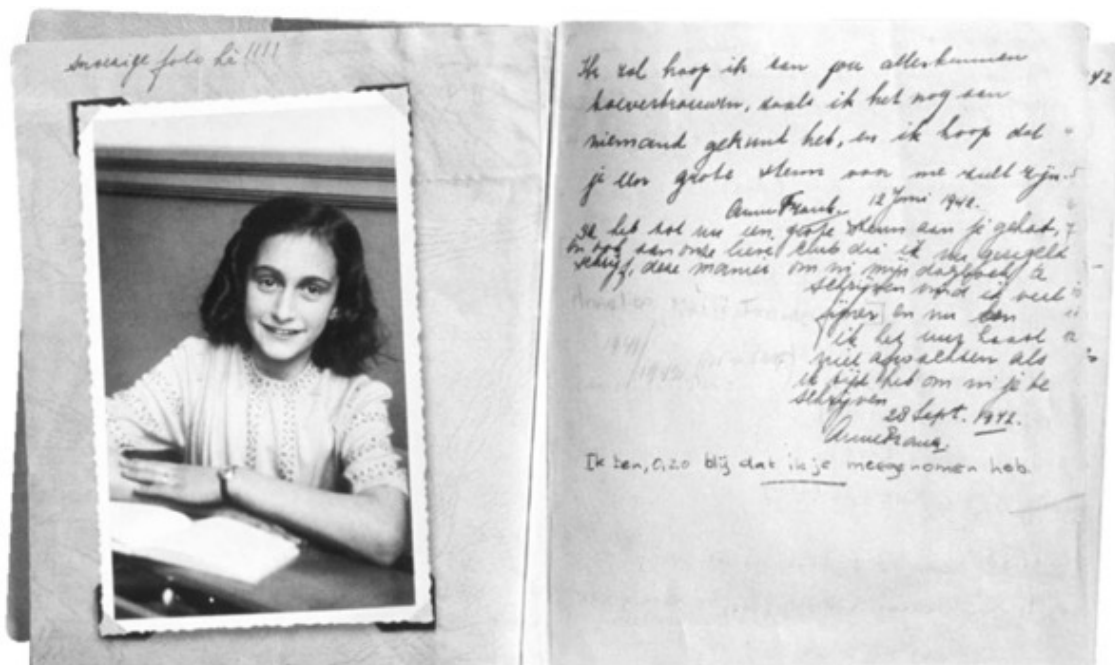 foto hè!!!!
Ik zal hoop ik aan jou alles kunnen
toevertrouwen, zoals ik het nog aan
niemand gekunt heb, en ik hoop dat
je een grote steun voor me zult zijn.
Anne Frank. 12 Juni 1942.
Ik heb tot nu een grote steun aan je gehad,
en ook aan onze lieve club die ik nu geregeld
schrijf, deze manier om in mijn dagboek te
schrijven vind ik veel
fijner en nu kan
ik het uur haast
niet afwachten als
ik tijd heb om in je te
schrijven
28 Sept. 1942.
Anne Frank.
Ik ben, o, zo blij dat ik je meegenomen heb.
42